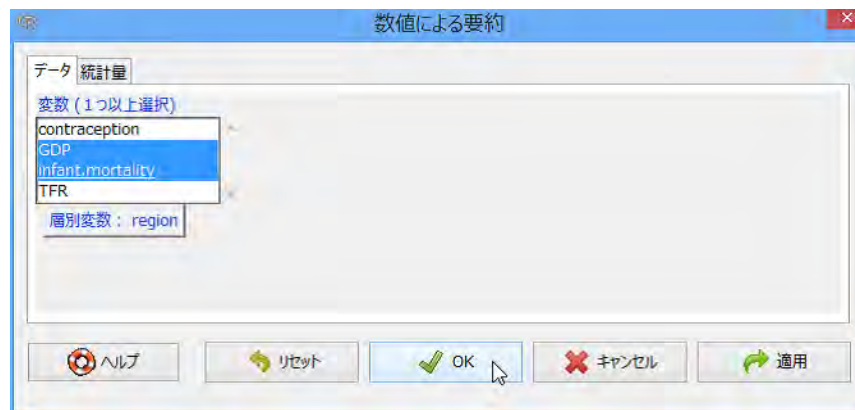 数値による要約
データ 統計量
変数 (1つ以上選択)
contraception
GDP
infant.mortality
TFR
層別変数： region
ヘルプ リセット OK キャンセル 適用